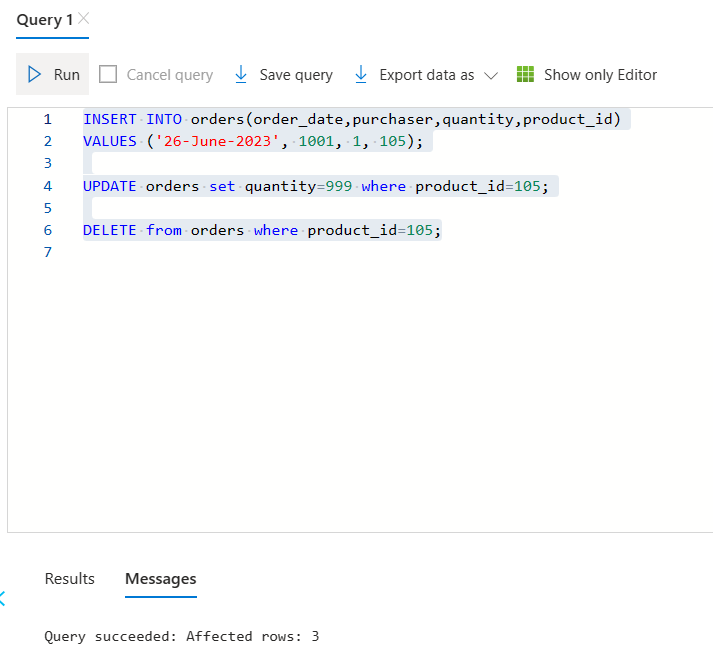 Query 1
Run Cancel query Save query Export data as Show only Editor
1 INSERT INTO orders(order_date,purchaser,quantity,product_id)
2 VALUES ('26-June-2023', 1001, 1, 105);
3
4 UPDATE orders set quantity=999 where product_id=105;
5
6 DELETE from orders where product_id=105;
7
Results Messages
Query succeeded: Affected rows: 3